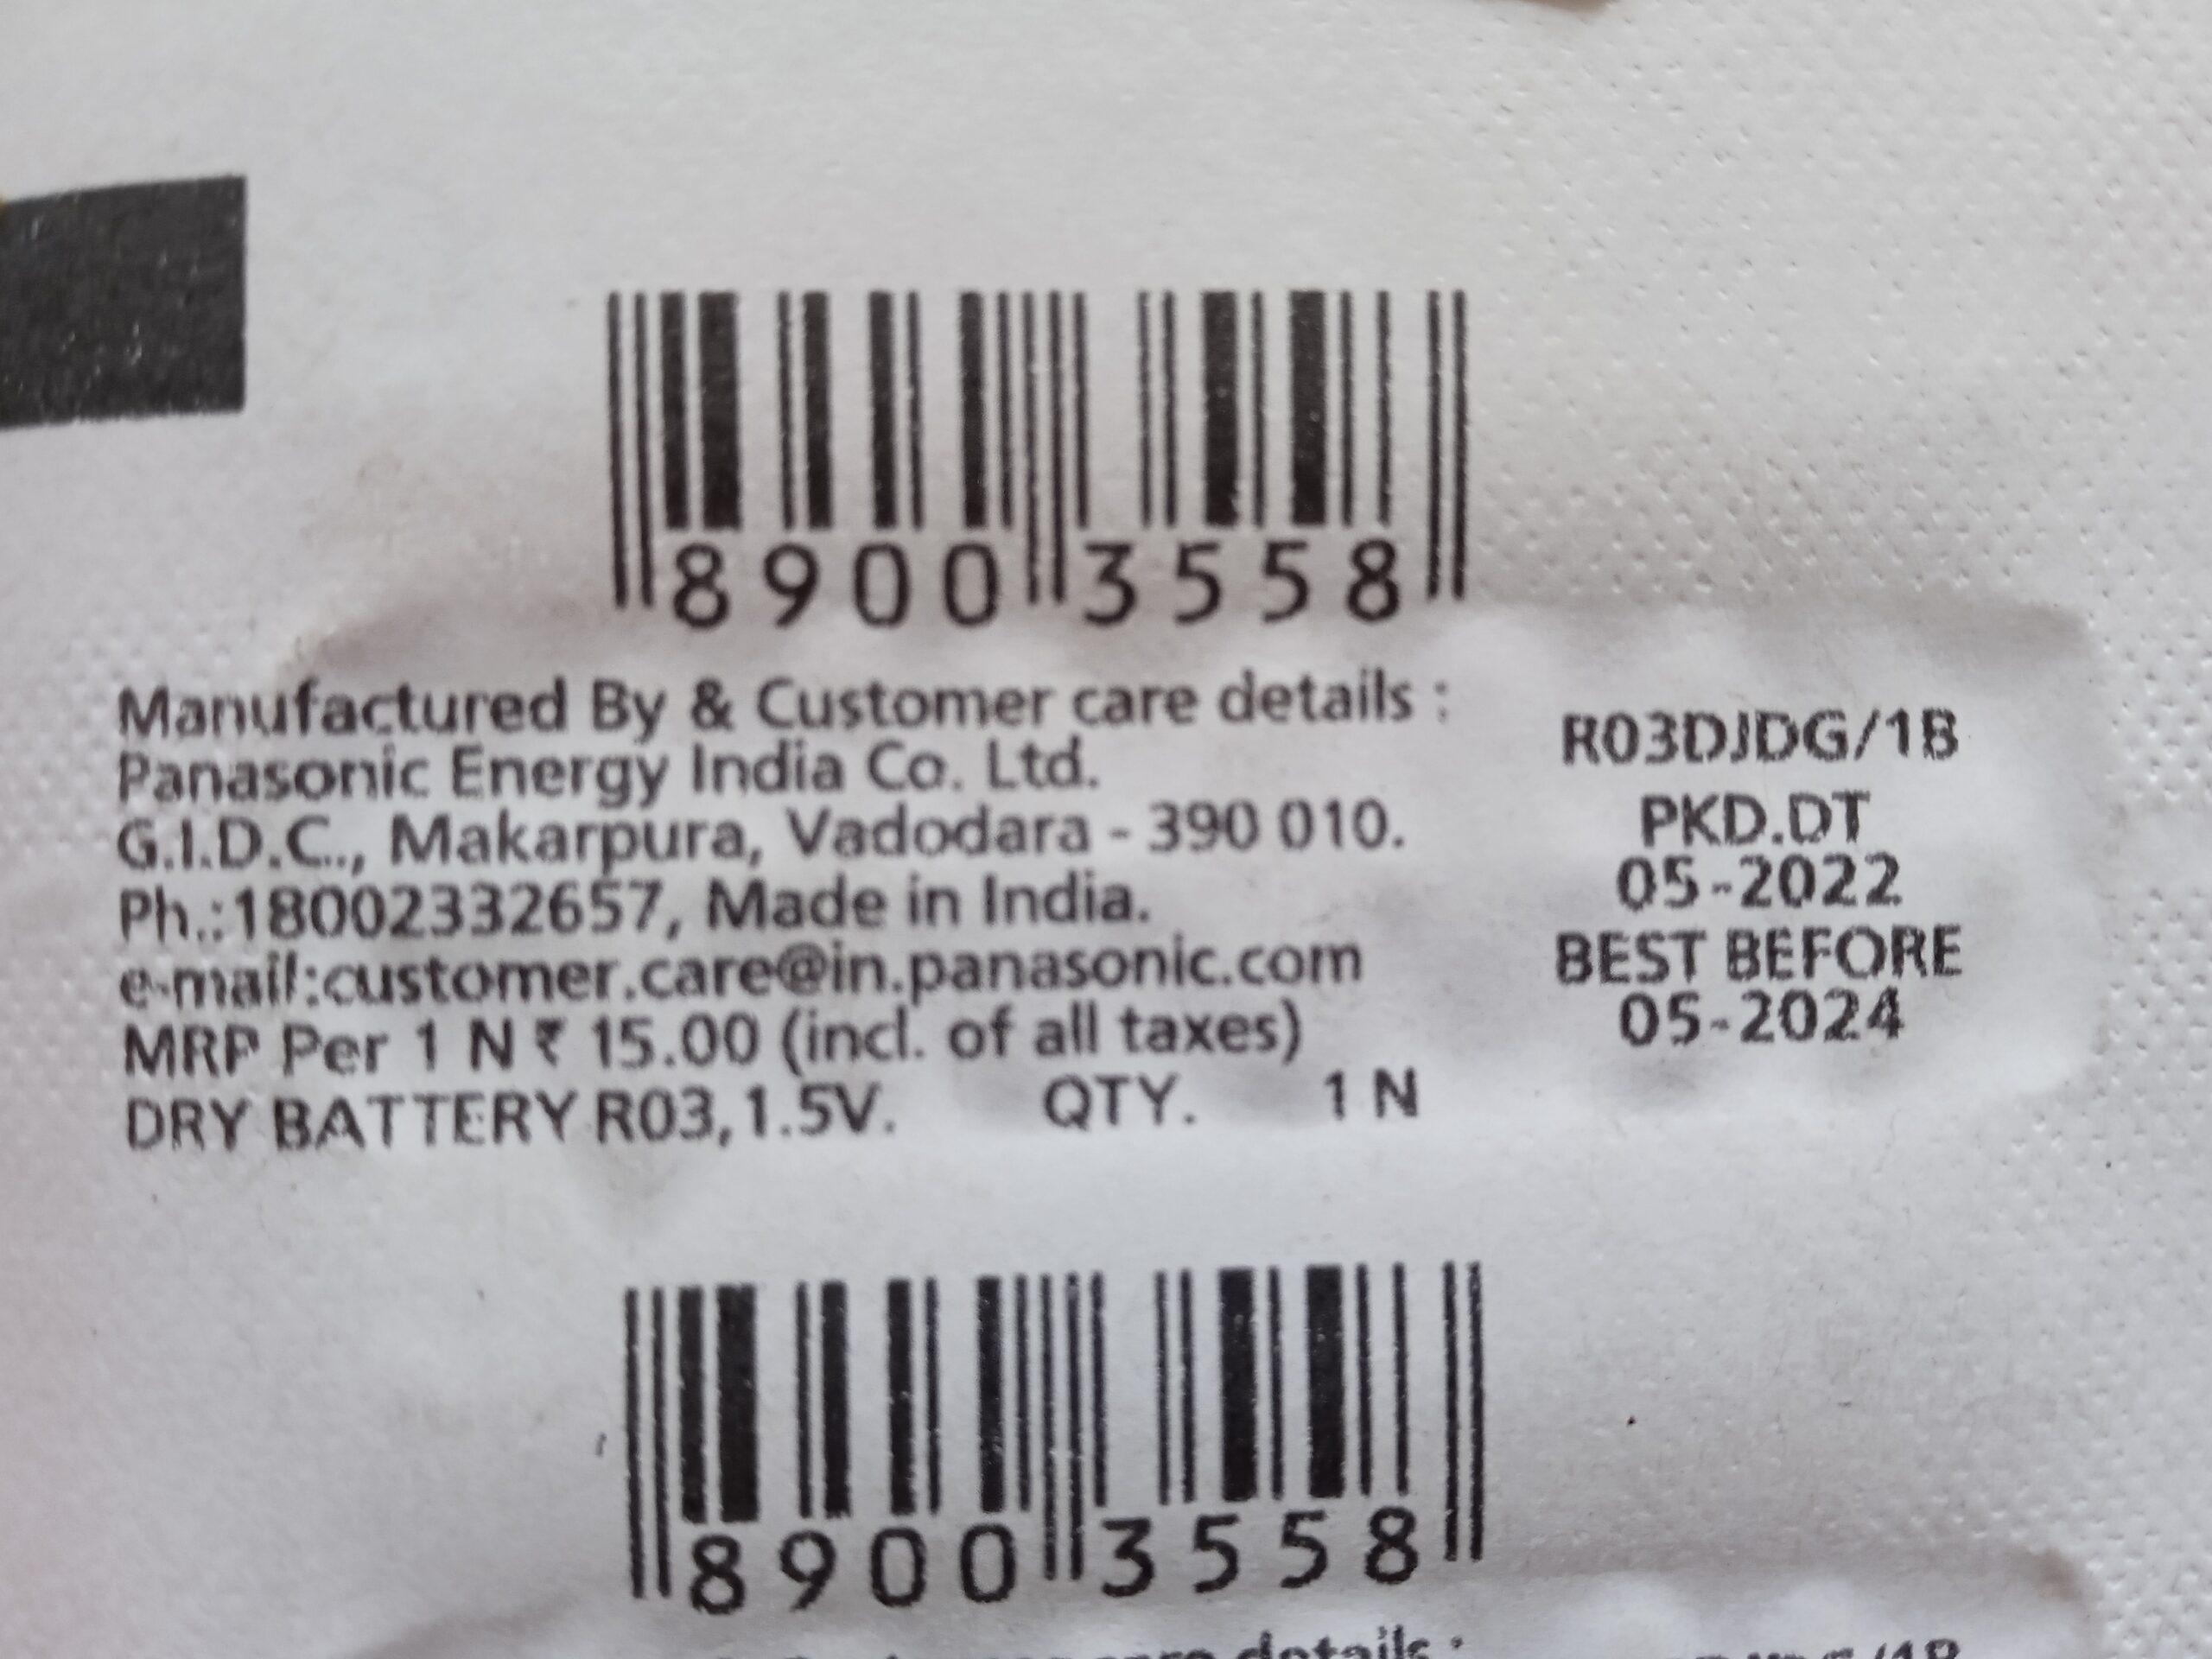 8900 3558
Manufactured By & Customer care details :
Panasonic Energy India Co. Ltd.
G.I.D.C., Makarpura, Vadodara - 390 010.
Ph.:18002332657, Made in India.
e-mail:customer.care@in.panasonic.com
MRP Per 1 N ₹ 15.00 (incl. of all taxes)
DRY BATTERY R03,1.5V. QTY. 1 N
R03DJDG/1B
PKD.DT
05-2022
BEST BEFORE
05-2024
8900 3558
details :